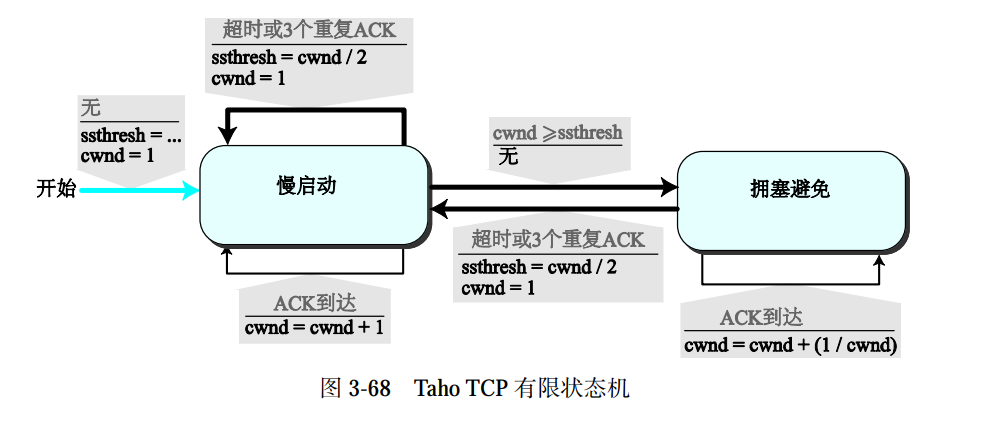 超时或3个重复ACK
ssthresh = cwnd / 2
cwnd = 1
无
ssthresh = ...
cwnd = 1
开始
慢启动
cwnd ⩾ssthresh
无
拥塞避免
超时或3个重复ACK
ssthresh = cwnd / 2
cwnd = 1
ACK到达
cwnd = cwnd + 1
ACK到达
cwnd = cwnd + (1 / cwnd)
图 3-68 Taho TCP 有限状态机